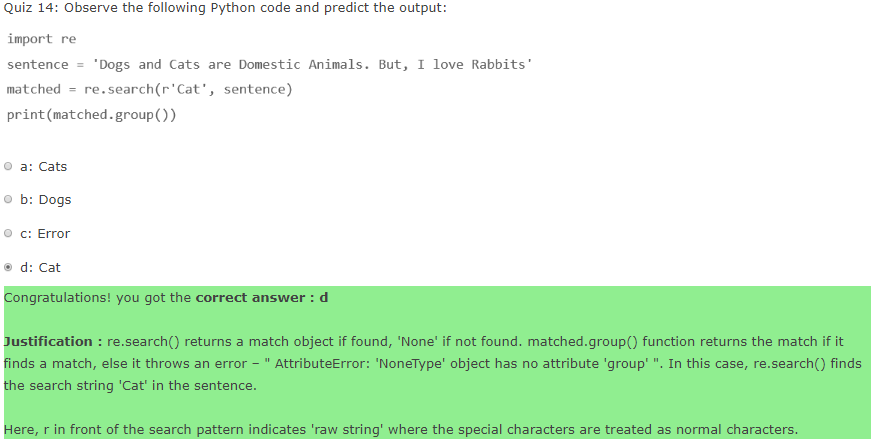 Quiz 14: Observe the following Python code and predict the output:
import re
sentence = 'Dogs and Cats are Domestic Animals. But, I love Rabbits'
matched = re.search(r'Cat', sentence)
print(matched.group())
a: Cats
b: Dogs
c: Error
d: Cat
Congratulations! you got the correct answer : d
Justification : re.search() returns a match object if found, 'None' if not found. matched.group() function returns the match if it
finds a match, else it throws an error – " AttributeError: 'NoneType' object has no attribute 'group' ". In this case, re.search() finds
the search string 'Cat' in the sentence.
Here, r in front of the search pattern indicates 'raw string' where the special characters are treated as normal characters.